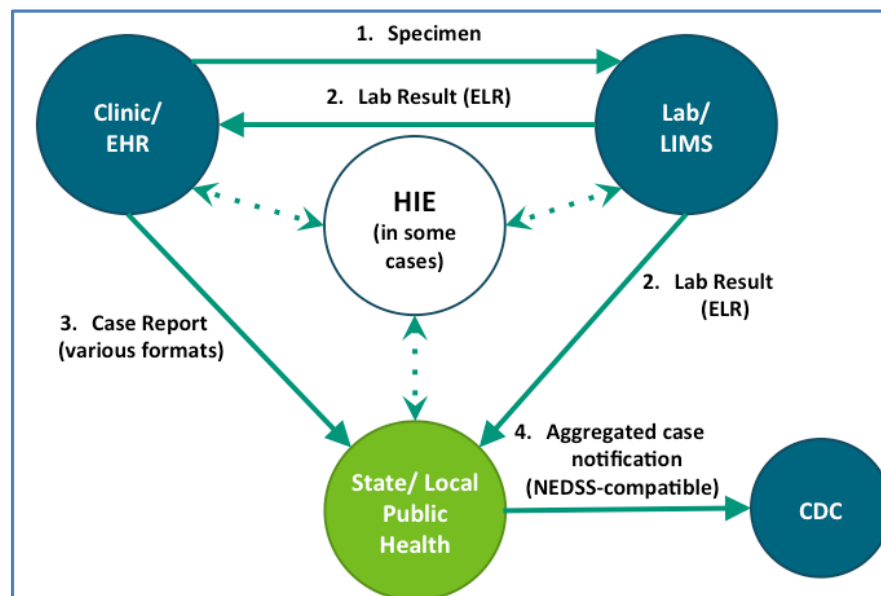 1. Specimen
2. Lab Result (ELR)
Clinic/
EHR
Lab/
LIMS
HIE
(in some
cases)
2. Lab Result
(ELR)
3. Case Report
(various formats)
4. Aggregated case
notification
(NEDSS-compatible)
State/ Local
Public
Health
CDC